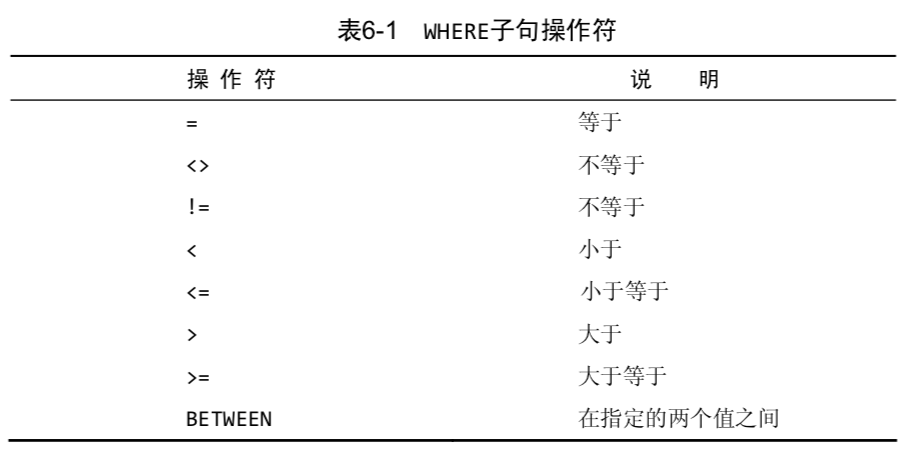 表6-1 WHERE子句操作符
操作符 说明
= 等于
<> 不等于
!= 不等于
< 小于
<= 小于等于
> 大于
>= 大于等于
BETWEEN 在指定的两个值之间